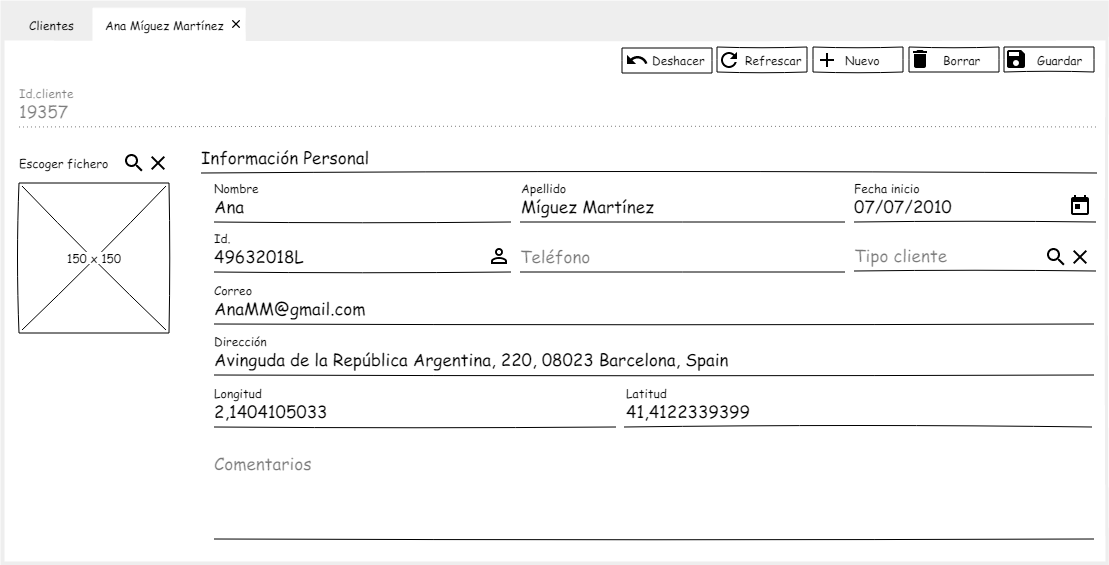 Clientes
Ana Míguez Martínez
Deshacer
Refrescar
Nuevo
Borrar
Guardar
Id.cliente
19357
Escoger fichero
150 x 150
Información Personal
Nombre
Ana
Apellido
Míguez Martínez
Fecha inicio
07/07/2010
Id.
49632018L
Teléfono
Tipo cliente
Correo
AnaMM@gmail.com
Dirección
Avinguda de la República Argentina, 220, 08023 Barcelona, Spain
Longitud
2,1404105033
Latitud
41,4122339399
Comentarios